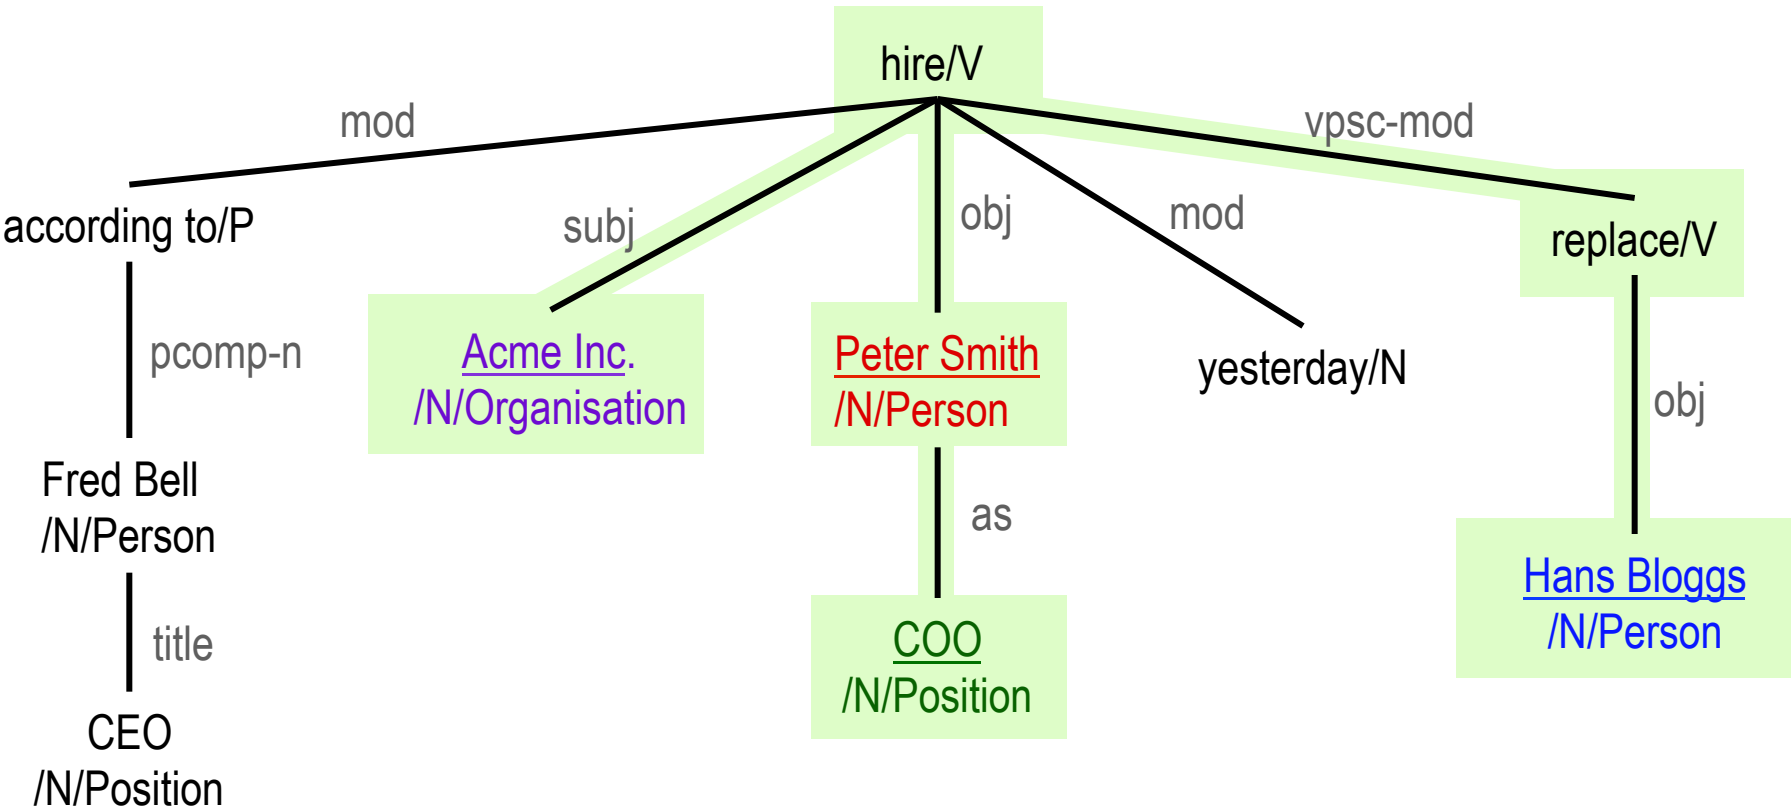 hire/V
mod
vpsc-mod
according to/P
subj
obj
mod
replace/V
pcomp-n
Acme Inc.
/N/Organisation
Peter Smith
/N/Person
yesterday/N
obj
Fred Bell
/N/Person
as
Hans Bloggs
/N/Person
title
COO
/N/Position
CEO
/N/Position